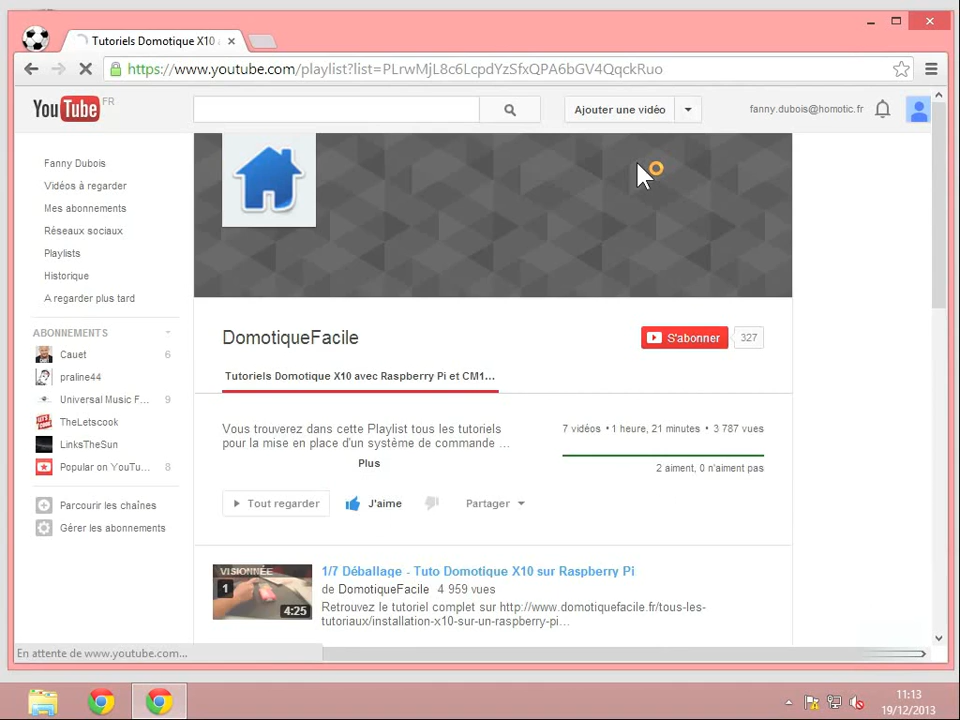 Tutoriels Domotique X10
https://www.youtube.com/playlist?list=PLrwMjL8c6LcpdYzSfxQPA6bGV4QqckRuo
YouTube FR
Ajouter une vidéo
fanny.dubois@homotic.fr
Fanny Dubois
Vidéos à regarder
Mes abonnements
Réseaux sociaux
Playlists
Historique
A regarder plus tard
ABONNEMENTS
Cauet 6
praline44
Universal Music F... 9
TheLetscook
LinksTheSun
Popular on YouTu... 8
Parcourir les chaînes
Gérer les abonnements
DomotiqueFacile
S'abonner 327
Tutoriels Domotique X10 avec Raspberry Pi et CM1...
Vous trouverez dans cette Playlist tous les tutoriels
pour la mise en place d'un système de commande ...
Plus
7 vidéos • 1 heure, 21 minutes • 3 787 vues
2 aiment, 0 n'aiment pas
Tout regarder
J'aime
Partager
VISIONNÉE
1
4:25
1/7 Déballage - Tuto Domotique X10 sur Raspberry Pi
de DomotiqueFacile 4 959 vues
Retrouvez le tutoriel complet sur http://www.domotiquefacile.fr/tous-les-
tutoriaux/installation-x10-sur-un-raspberry-pi...
En attente de www.youtube.com...
11:13
19/12/2013